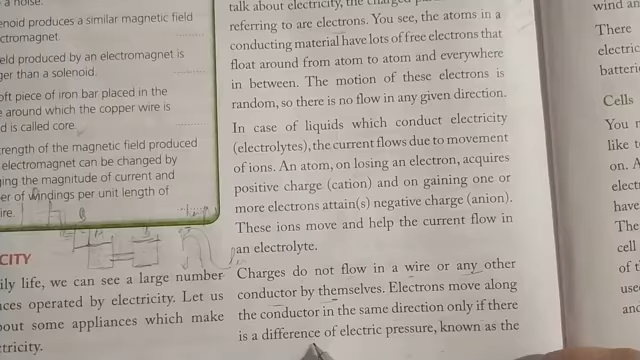 a noise.
enoid produces a similar magnetic field
ctromagnet.
eld produced by an electromagnet is
ger than a solenoid.
oft piece of iron bar placed in the
e around which the copper wire is
d is called core
trength of the magnetic field produced
electromagnet can be changed by
ing the magnitude of current and
er of windings per unit length of
ire.
CITY
ily life, we can see a large number
nces operated by electricity. Let us
bout some appliances which make
tricity.
talk about electricity, the charged
referring to are electrons. You see, the atoms in a
conducting material have lots of free electrons that
float around from atom to atom and everywhere
in between. The motion of these electrons is
random, so there is no flow in any given direction.
In case of liquids which conduct electricity
(electrolytes), the current flows due to movement
of ions. An atom, on losing an electron, acquires
positive charge (cation) and on gaining one or
more electrons attain(s) negative charge (anion).
These ions move and help the current flow in
an electrolyte.
Charges do not flow in a wire or any other
conductor by themselves. Electrons move along
the conductor in the same direction only if there
is a difference of electric pressure, known as the
wind an
There
electric
batteri
Cells
You
like t
on. A
elect
have
The
cell
of t
use
and